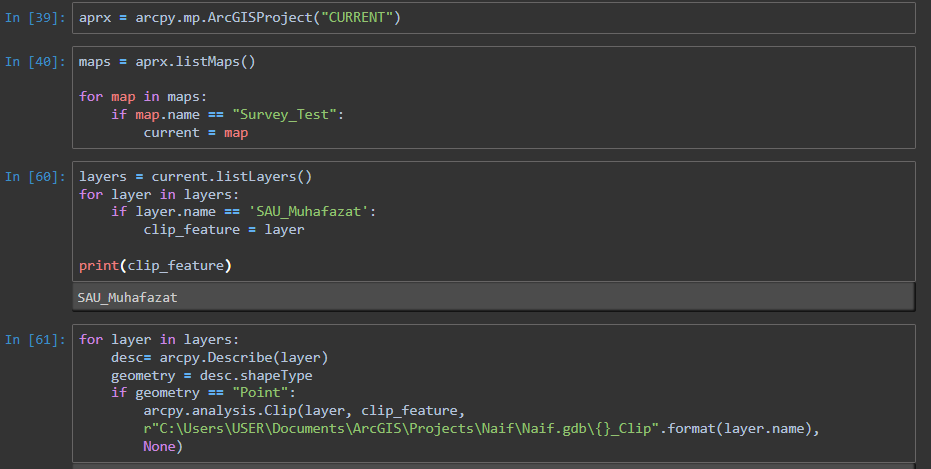 In [39]: aprx = arcpy.mp.ArcGISProject("CURRENT")
In [40]: maps = aprx.listMaps()

for map in maps:
    if map.name == "Survey_Test":
        current = map
In [60]: layers = current.listLayers()
for layer in layers:
    if layer.name == 'SAU_Muhafazat':
        clip_feature = layer

print(clip_feature)
SAU_Muhafazat
In [61]: for layer in layers:
    desc= arcpy.Describe(layer)
    geometry = desc.shapeType
    if geometry == "Point":
        arcpy.analysis.Clip(layer, clip_feature,
        r"C:\Users\USER\Documents\ArcGIS\Projects\Naif\Naif.gdb\{}_Clip".format(layer.name),
        None)